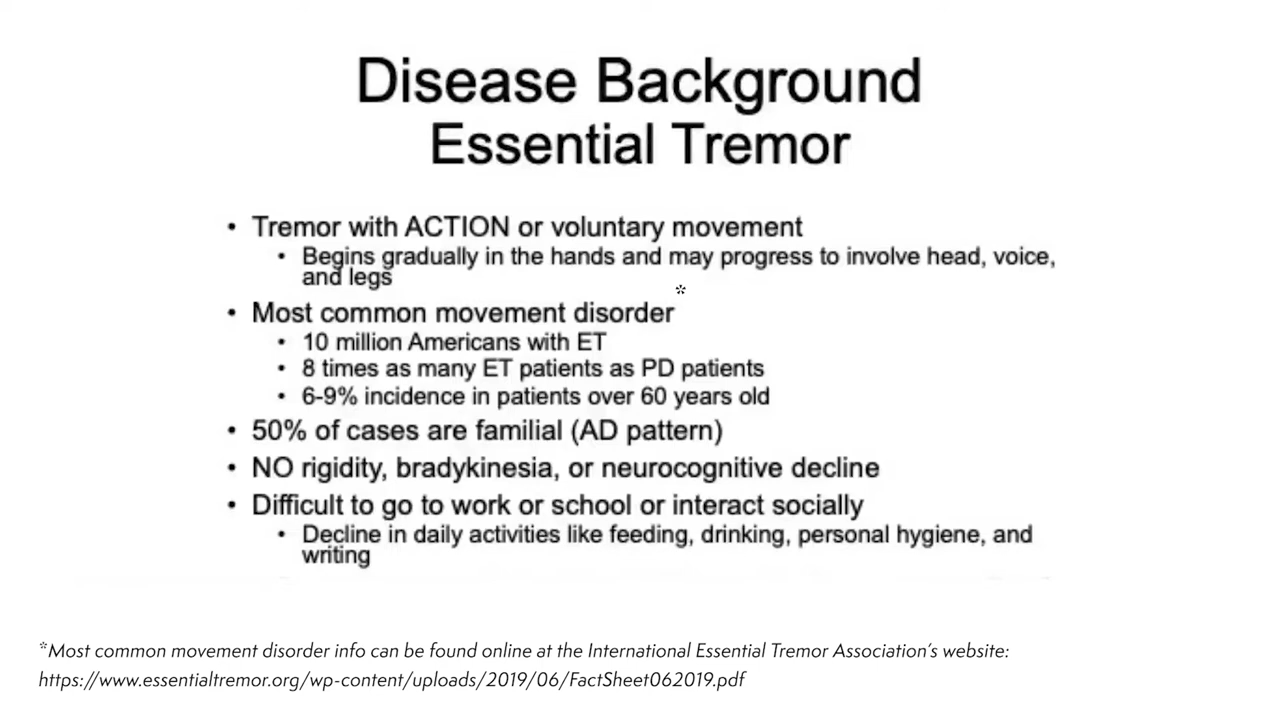 Disease Background
Essential Tremor
• Tremor with ACTION or voluntary movement
• Begins gradually in the hands and may progress to involve head, voice,
and legs
• Most common movement disorder*
• 10 million Americans with ET
• 8 times as many ET patients as PD patients
• 6-9% incidence in patients over 60 years old
• 50% of cases are familial (AD pattern)
• NO rigidity, bradykinesia, or neurocognitive decline
• Difficult to go to work or school or interact socially
• Decline in daily activities like feeding, drinking, personal hygiene, and
writing
*Most common movement disorder info can be found online at the International Essential Tremor Association's website:
https://www.essentialtremor.org/wp-content/uploads/2019/06/FactSheet062019.pdf